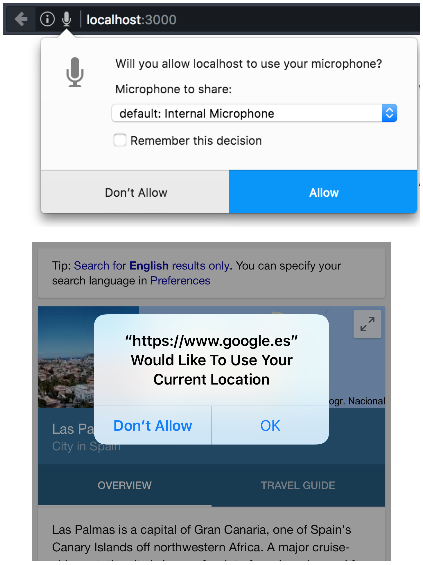 localhost:3000
Will you allow localhost to use your microphone?
Microphone to share:
default: Internal Microphone
Remember this decision
Don't Allow
Allow
Tip: Search for English results only. You can specify your
search language in Preferences
"https://www.google.es"
Would Like To Use Your
Current Location
ogr. Nacional
Don't Allow
OK
Las Pa
City in Spain
OVERVIEW
TRAVEL GUIDE
Las Palmas is a capital of Gran Canaria, one of Spain's
Canary Islands off northwestern Africa. A major cruise-